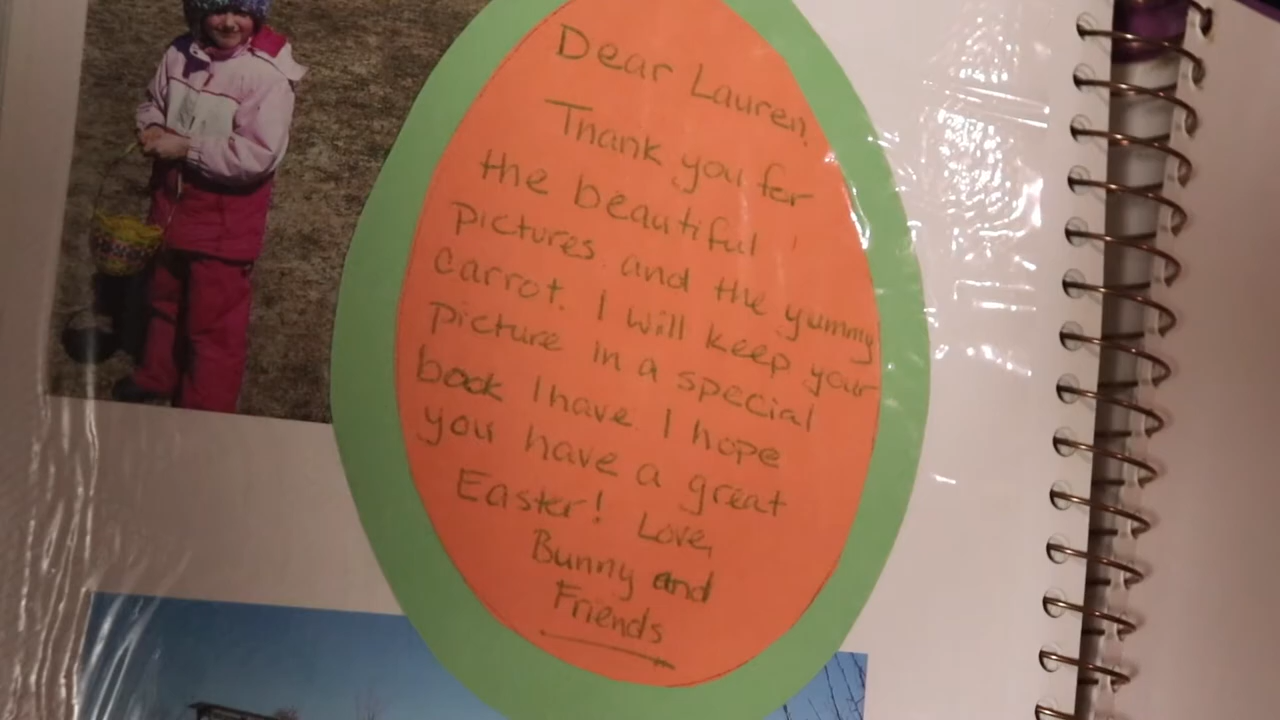 Dear Lauren,
Thank you for
the beautiful
pictures and the yummy
carrot. I will keep your
picture in a special
book I have. I hope
you have a great
Easter! Love,
Bunny and
Friends